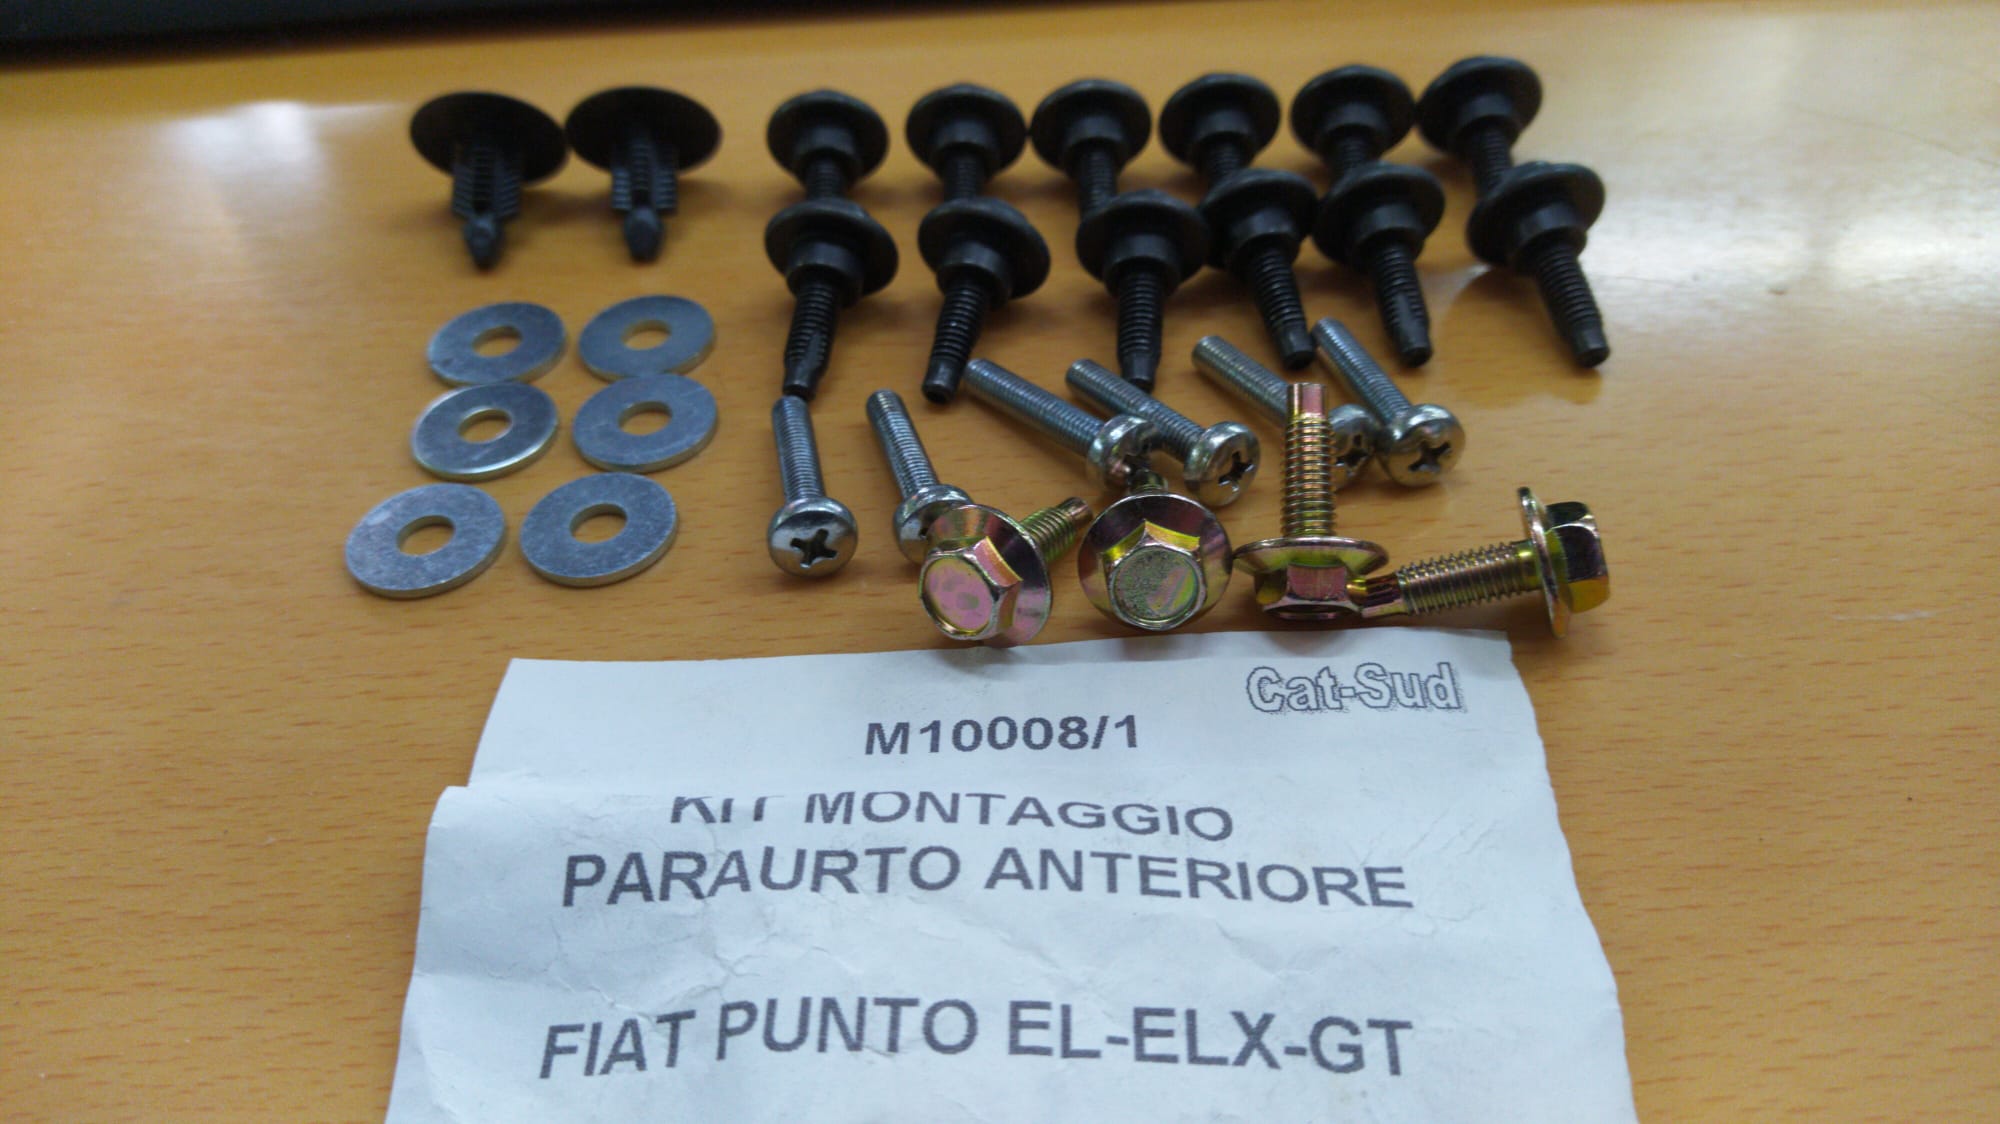 Cat-Sud
M10008/1
KIT MONTAGGIO
PARAURTO ANTERIORE
FIAT PUNTO EL-ELX-GT